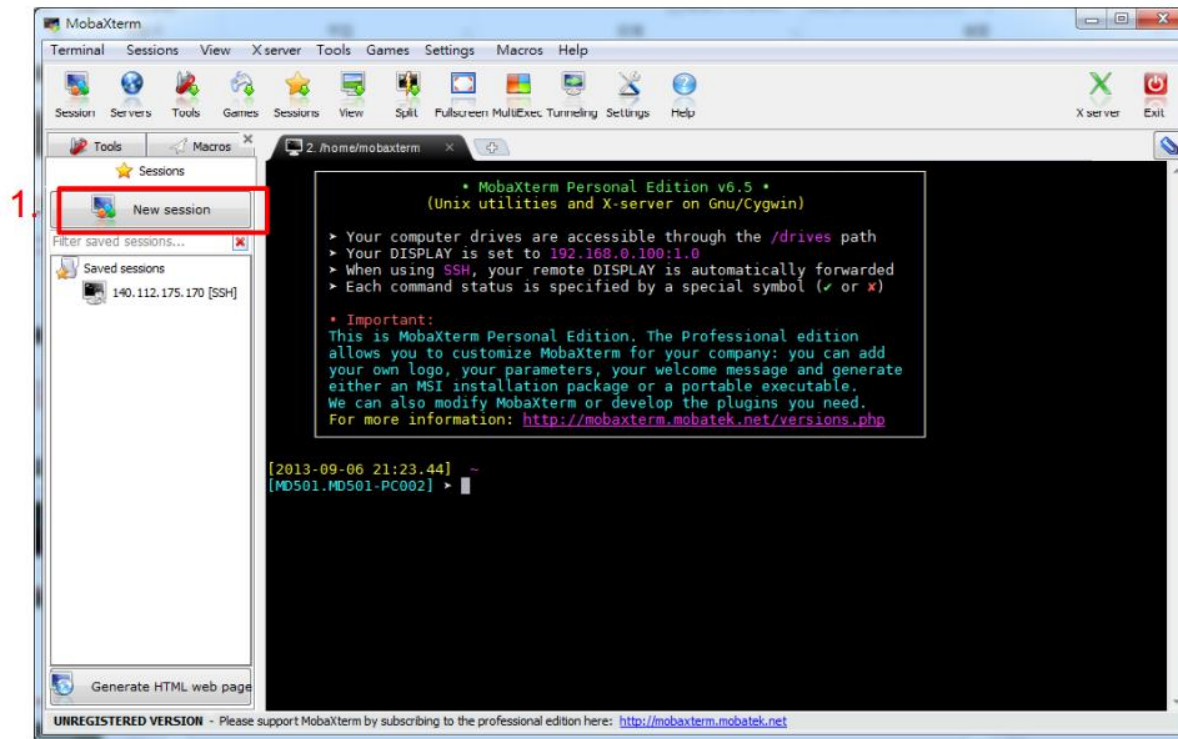 MobaXterm
Terminal Sessions View X server Tools Games Settings Macros Help
Session Servers Tools Games Sessions View Split Fullscreen MultiExec Tunneling Settings Help X server Exit
Tools Macros
2. /home/mobaxterm
Sessions
1.
New session
Filter saved sessions...
Saved sessions
140.112.175.170 [SSH]
• MobaXterm Personal Edition v6.5 •
(Unix utilities and X-server on Gnu/Cygwin)
➤ Your computer drives are accessible through the /drives path
➤ Your DISPLAY is set to 192.168.0.100:1.0
➤ When using SSH, your remote DISPLAY is automatically forwarded
➤ Each command status is specified by a special symbol (✔ or ✘)
• Important:
This is MobaXterm Personal Edition. The Professional edition
allows you to customize MobaXterm for your company: you can add
your own logo, your parameters, your welcome message and generate
either an MSI installation package or a portable executable.
We can also modify MobaXterm or develop the plugins you need.
For more information: http://mobaxterm.mobatek.net/versions.php
[2013-09-06 21:23.44] ~
[MD501.MD501-PC002] ➤
Generate HTML web page
UNREGISTERED VERSION - Please support MobaXterm by subscribing to the professional edition here: http://mobaxterm.mobatek.net